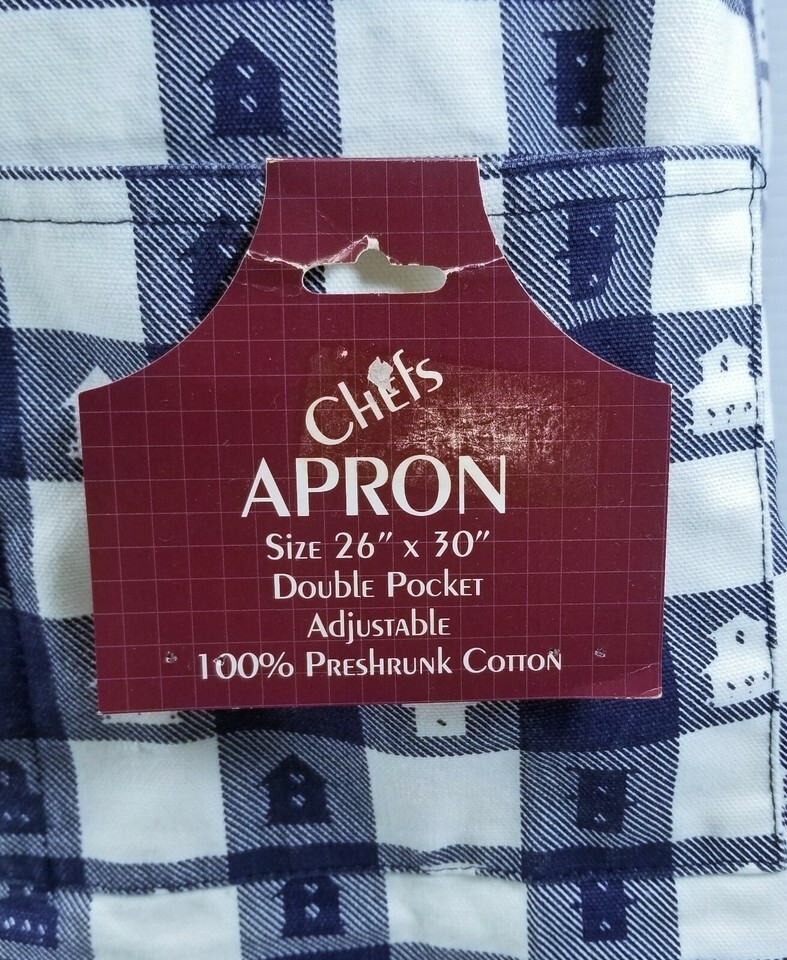 Chefs
APRON
Size 26" x 30"
Double Pocket
Adjustable
100% Preshrunk Cotton